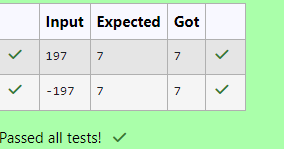 Input Expected Got
197 7 7
-197 7 7
Passed all tests!